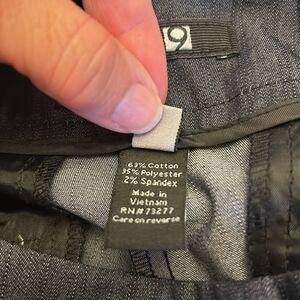 9
63% Cotton
35% Polyester
2% Spandex
Made in
Vietnam
RN# 73277
Care on reverse